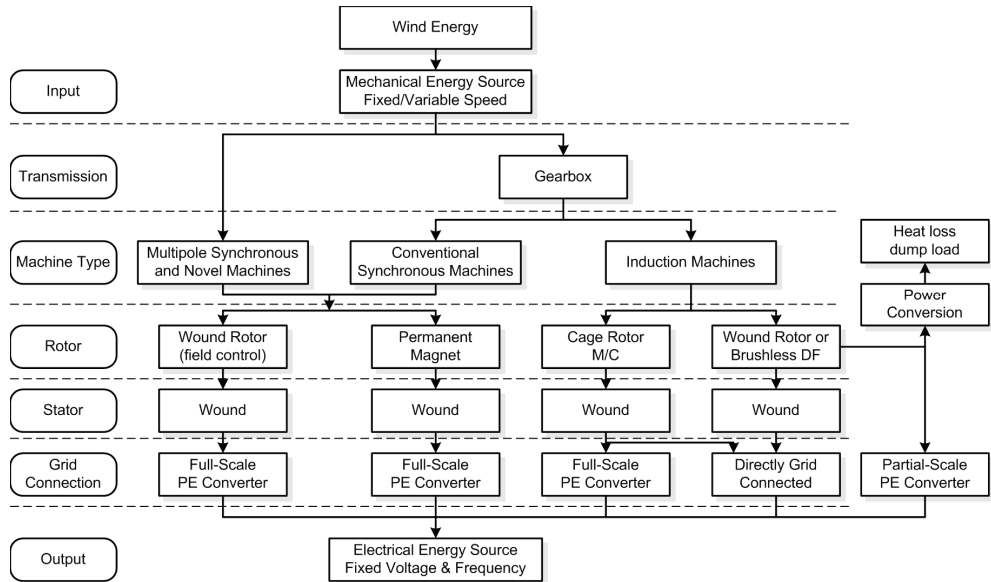 Wind Energy
Input
Mechanical Energy Source
Fixed/Variable Speed
Transmission
Gearbox
Machine Type
Multipole Synchronous
and Novel Machines
Conventional
Synchronous Machines
Induction Machines
Heat loss
dump load
Power
Conversion
Rotor
Wound Rotor
(field control)
Permanent
Magnet
Cage Rotor
M/C
Wound Rotor or
Brushless DF
Stator
Wound
Wound
Wound
Wound
Grid
Connection
Full-Scale
PE Converter
Full-Scale
PE Converter
Full-Scale
PE Converter
Directly Grid
Connected
Partial-Scale
PE Converter
Output
Electrical Energy Source
Fixed Voltage & Frequency